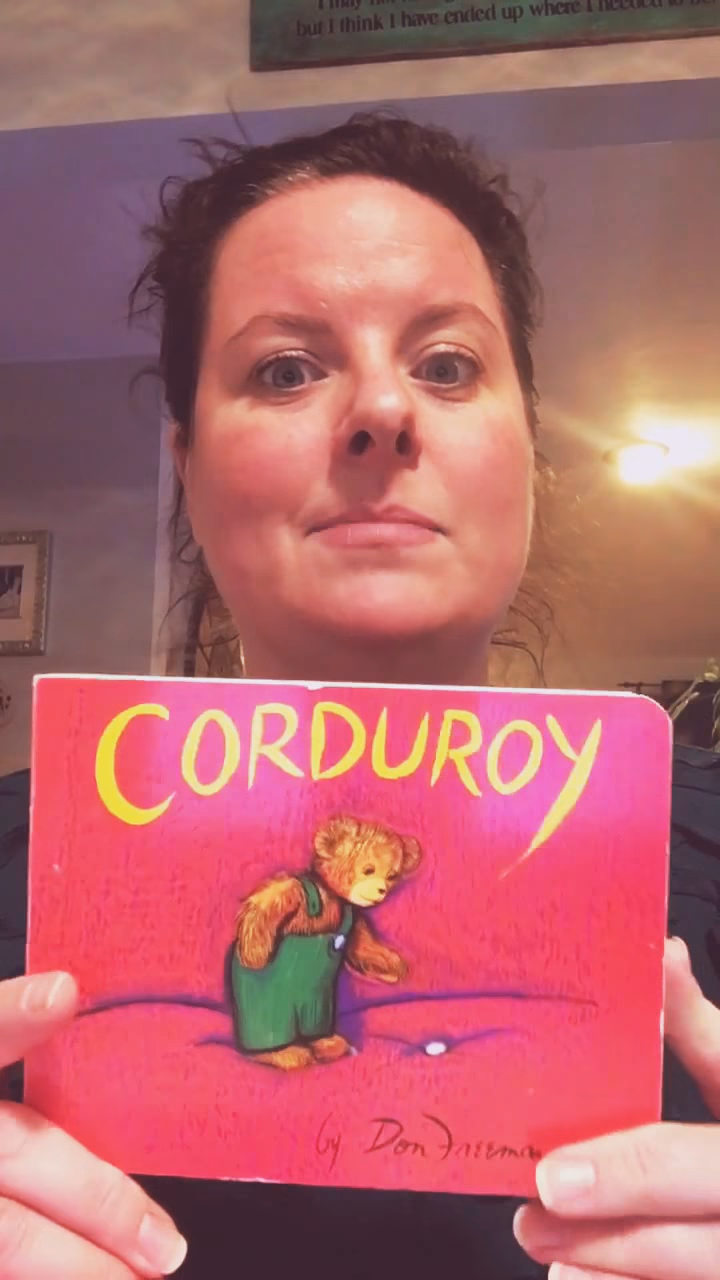 but I think I have ended up where I needed to be
CORDUROY
by Don Freeman